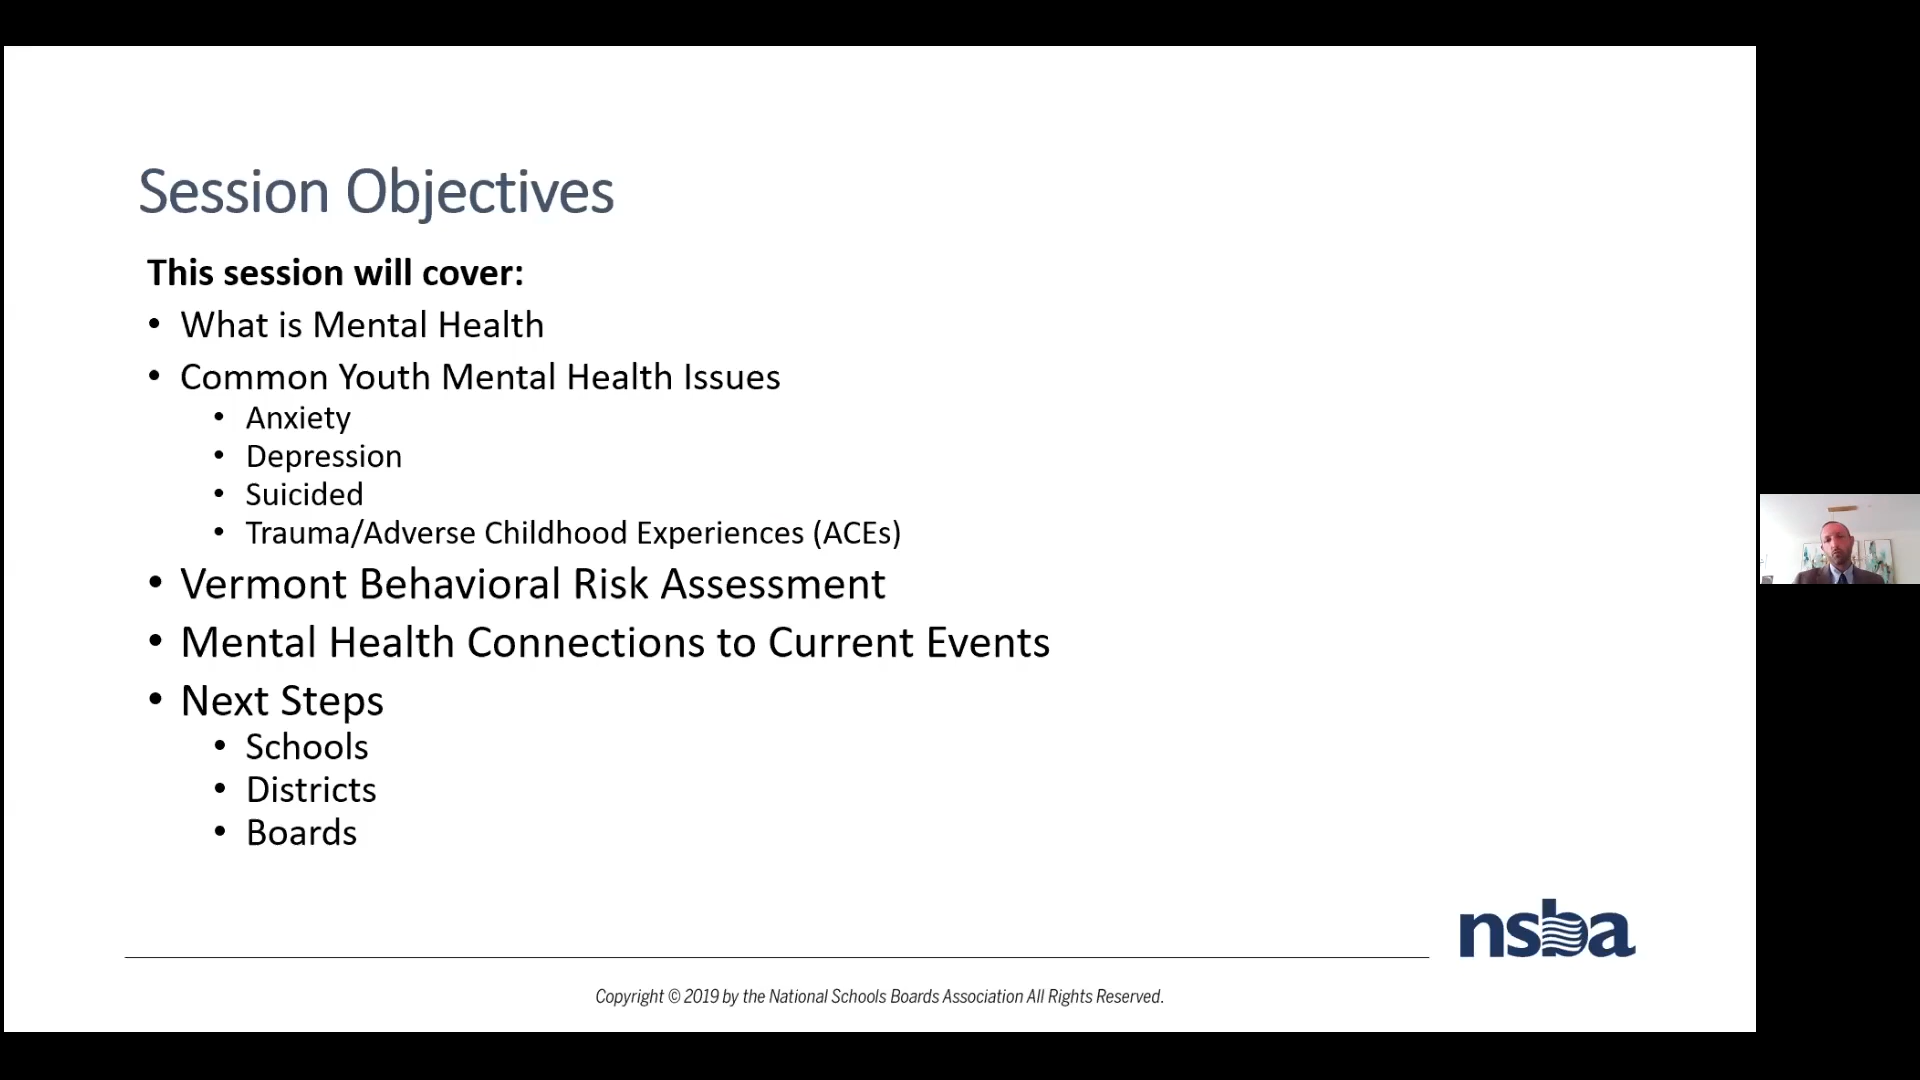 Session Objectives
This session will cover:
• What is Mental Health
• Common Youth Mental Health Issues
• Anxiety
• Depression
• Suicided
• Trauma/Adverse Childhood Experiences (ACEs)
• Vermont Behavioral Risk Assessment
• Mental Health Connections to Current Events
• Next Steps
• Schools
• Districts
• Boards
nsba
Copyright © 2019 by the National Schools Boards Association All Rights Reserved.